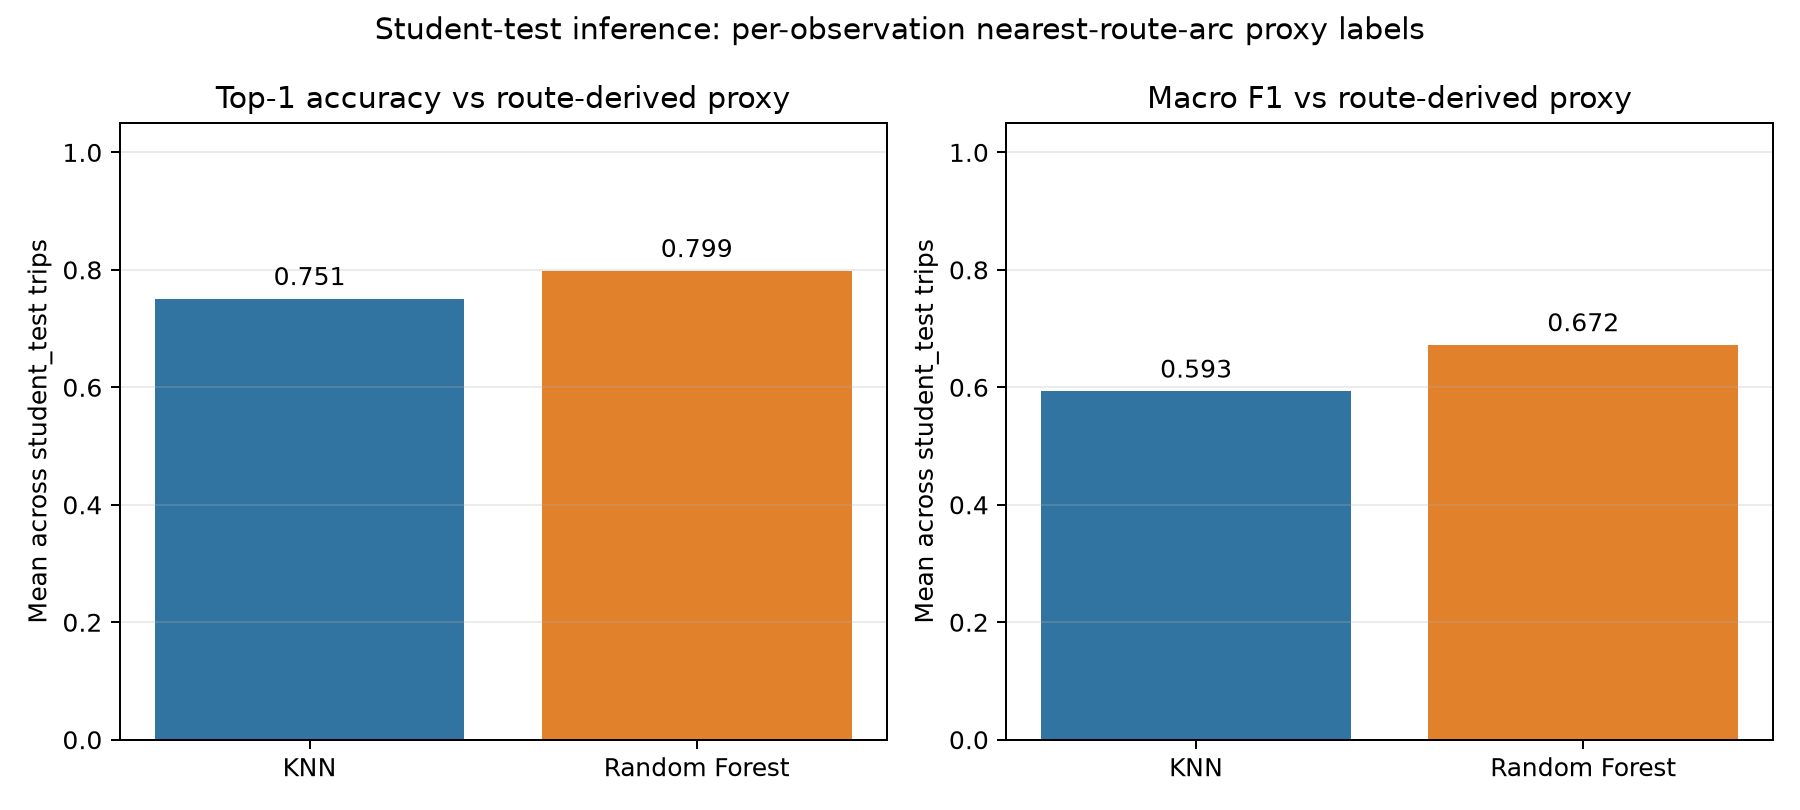 Student-test inference: per-observation nearest-route-arc proxy labels
Top-1 accuracy vs route-derived proxy
Mean across student_test trips
1.0
0.8
0.6
0.4
0.2
0.0
0.751
0.799
KNN
Random Forest
Macro F1 vs route-derived proxy
Mean across student_test trips
1.0
0.8
0.6
0.4
0.2
0.0
0.593
0.672
KNN
Random Forest